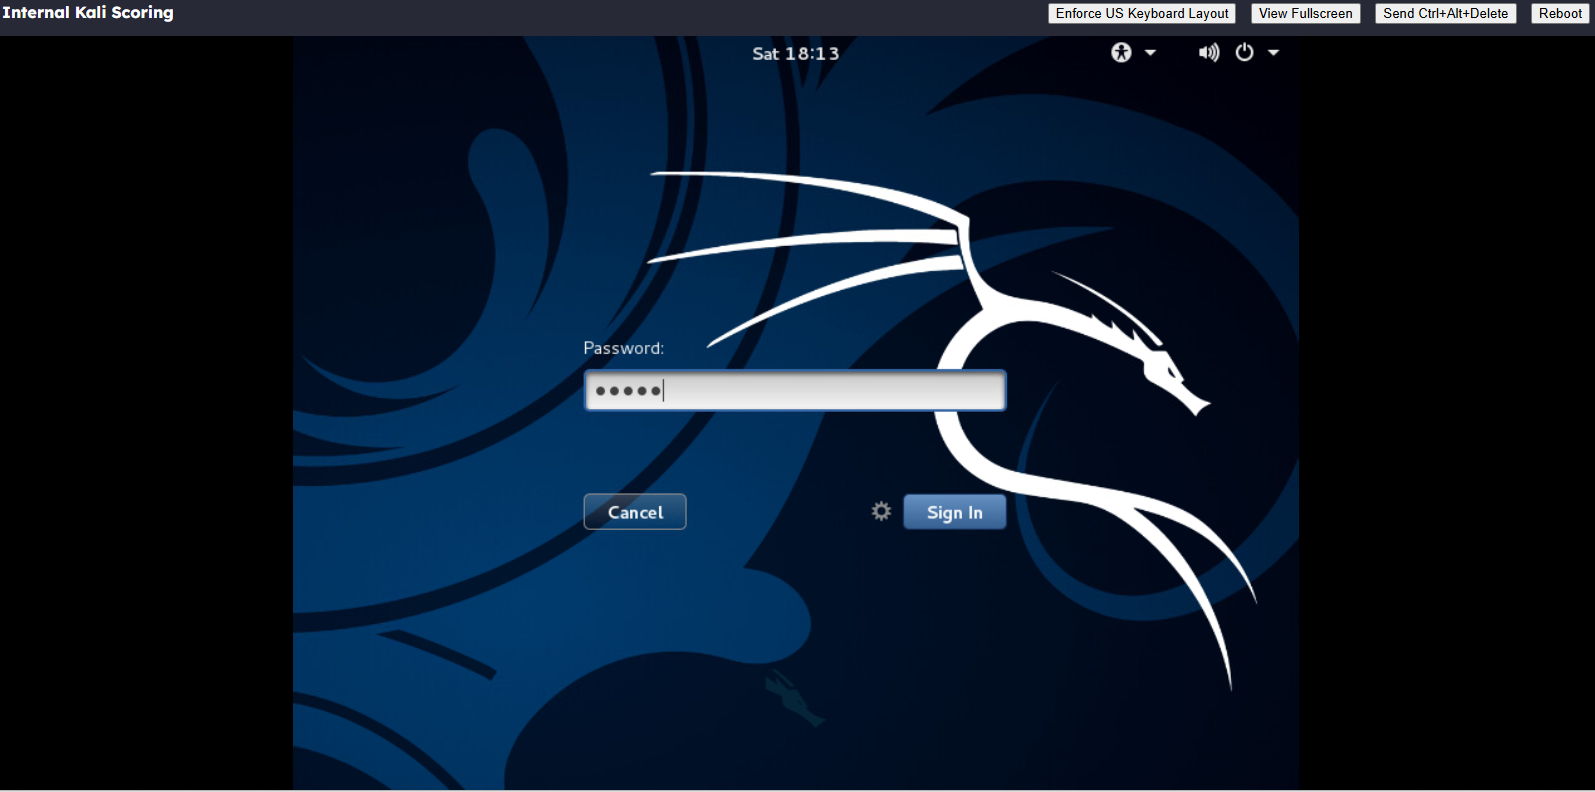 Internal Kali Scoring
Enforce US Keyboard Layout
View Fullscreen
Send Ctrl+Alt+Delete
Reboot
Sat 18:13
Password:
Cancel
Sign In